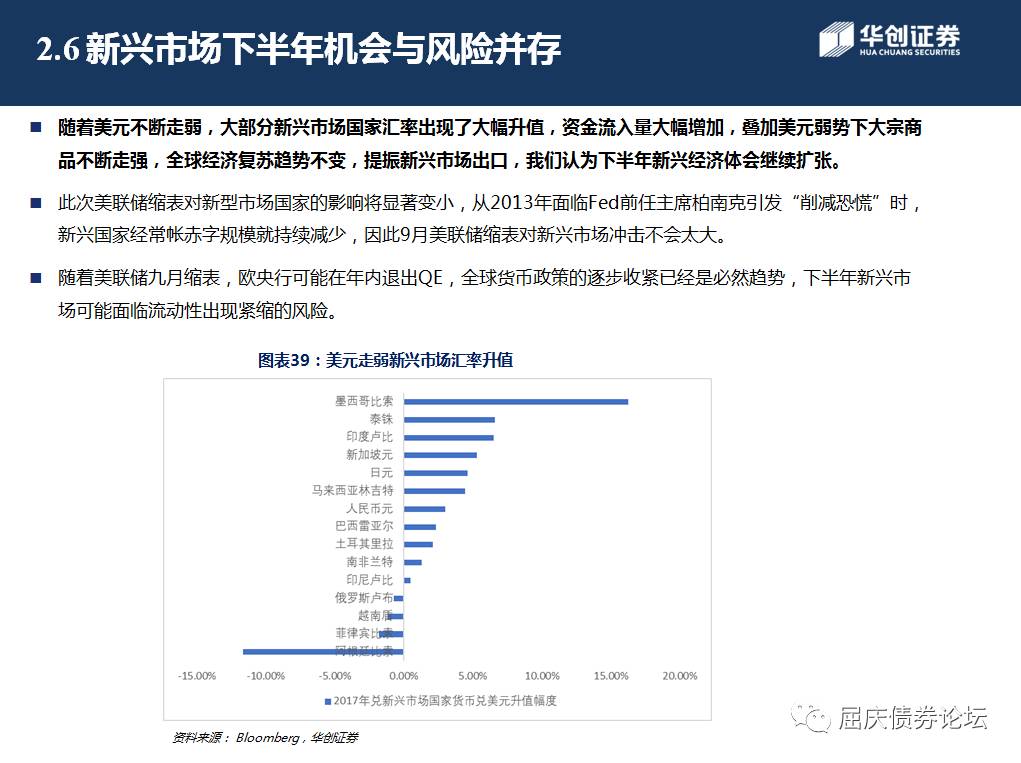 2.6 新兴市场下半年机会与风险并存
华创证券
HUA CHUANG SECURITIES
随着美元不断走弱，大部分新兴市场国家汇率出现了大幅升值，资金流入量大幅增加，叠加美元弱势下大宗商
品不断走强，全球经济复苏趋势不变，提振新兴市场出口，我们认为下半年新兴经济体会继续扩张。
此次美联储缩表对新型市场国家的影响将显著变小，从2013年面临Fed前任主席柏南克引发“削减恐慌”时，
新兴国家经常帐赤字规模就持续减少，因此9月美联储缩表对新兴市场冲击不会太大。
随着美联储九月缩表，欧央行可能在年内退出QE，全球货币政策的逐步收紧已经是必然趋势，下半年新兴市
场可能面临流动性出现紧缩的风险。
图表39：美元走弱新兴市场汇率升值
墨西哥比索
泰铢
印度卢比
新加坡元
日元
马来西亚林吉特
人民币元
巴西雷亚尔
土耳其里拉
南非兰特
印尼卢比
俄罗斯卢布
越南盾
菲律宾比索
阿根廷比索
-15.00% -10.00% -5.00% 0.00% 5.00% 10.00% 15.00% 20.00%
2017年兑新兴市场国家货币兑美元升值幅度
资料来源：Bloomberg，华创证券
屈庆债券论坛